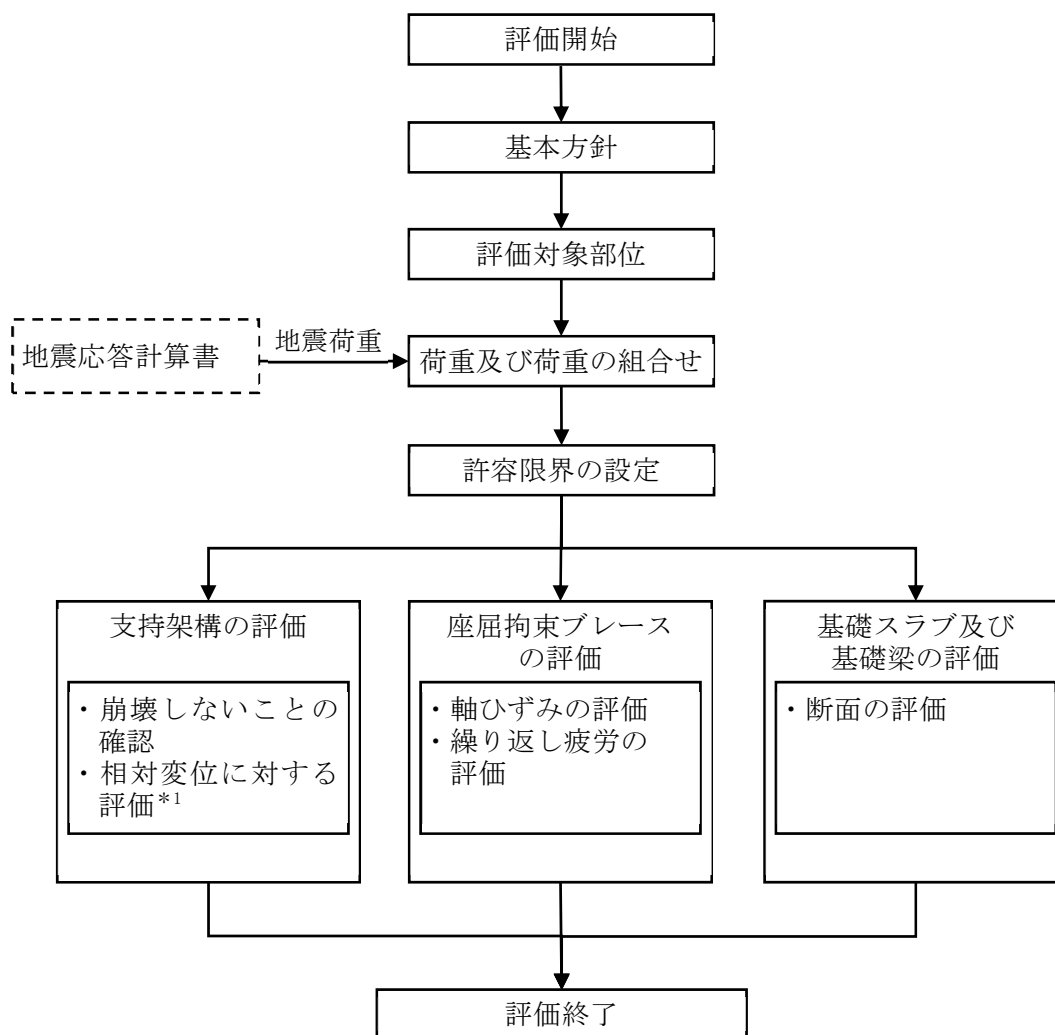 評価開始
基本方針
評価対象部位
地震応答計算書
地震荷重
荷重及び荷重の組合せ
許容限界の設定
支持架構の評価
・崩壊しないことの
確認
・相対変位に対する
評価*1
座屈拘束ブレース
の評価
・軸ひずみの評価
・繰り返し疲労の
評価
基礎スラブ及び
基礎梁の評価
・断面の評価
評価終了